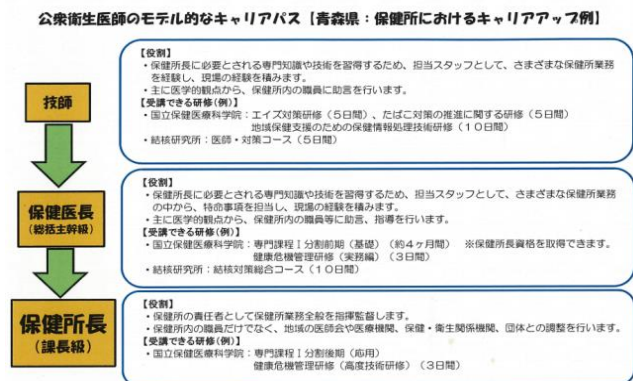 公衆衛生医師のモデル的なキャリアパス【青森県：保健所におけるキャリアアップ例】
技師
【役割】
・保健所長に必要とされる専門知識や技術を習得するため、担当スタッフとして、さまざまな保健所業務
を経験し、現場の経験を積みます。
・主に医学的観点から、保健所内の職員に助言を行います。
【受講できる研修（例）】
・国立保健医療科学院：エイズ対策研修（５日間）、たばこ対策の推進に関する研修（５日間）
地域保健支援のための保健情報処理技術研修（１０日間）
・結核研究所：医師・対策コース（５日間）
保健医長
（総括主幹級）
【役割】
・保健所長に必要とされる専門知識や技術を習得するため、担当スタッフとして、さまざまな保健所業務
の中から、特命事項を担当し、現場の経験を積みます。
・主に医学的観点から、保健所内の職員等に助言、指導を行います。
【受講できる研修（例）】
・国立保健医療科学院：専門課程Ⅰ分割前期（基礎）（約４ヶ月間）　※保健所長資格を取得できます。
健康危機管理研修（実務編）（３日間）
・結核研究所：結核対策総合コース（１０日間）
保健所長
（課長級）
【役割】
・保健所の責任者として保健所業務全般を指揮監督します。
・保健所内の職員だけでなく、地域の医師会や医療機関、保健・衛生関係機関、団体との調整を行います。
【受講できる研修（例）】
・国立保健医療科学院：専門課程Ⅰ分割後期（応用）
健康危機管理研修（高度技術研修）（３日間）